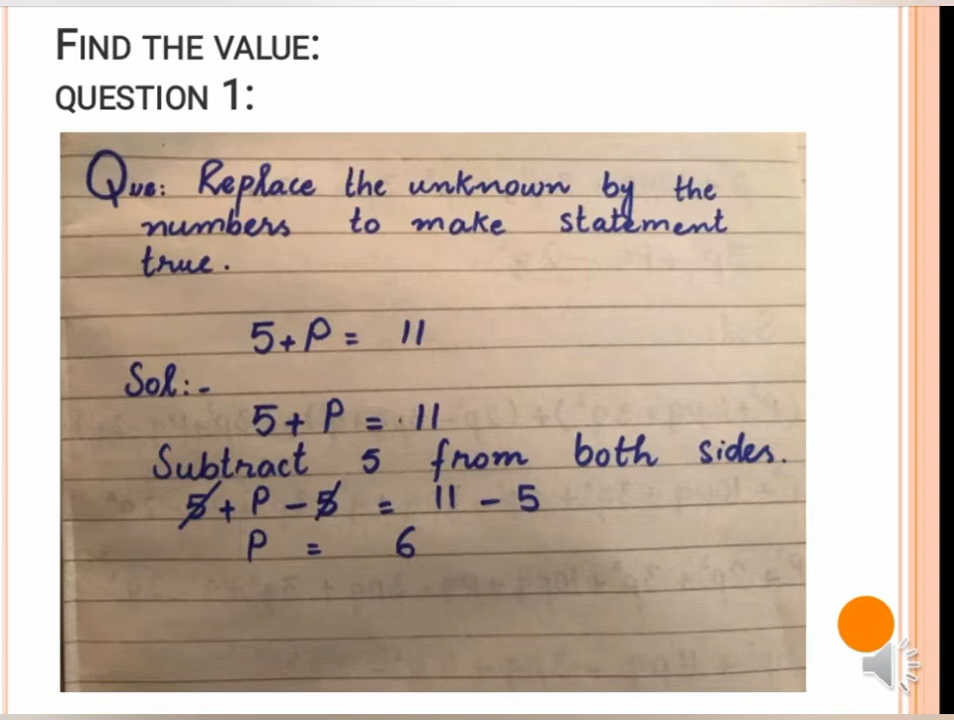 FIND THE VALUE:
QUESTION 1:
Que: Replace the unknown by the
numbers to make statement
true.
5+P = 11
Sol:-
5+ P = 11
Subtract 5 from both sides.
5+ P - 5 = 11 - 5
P = 6